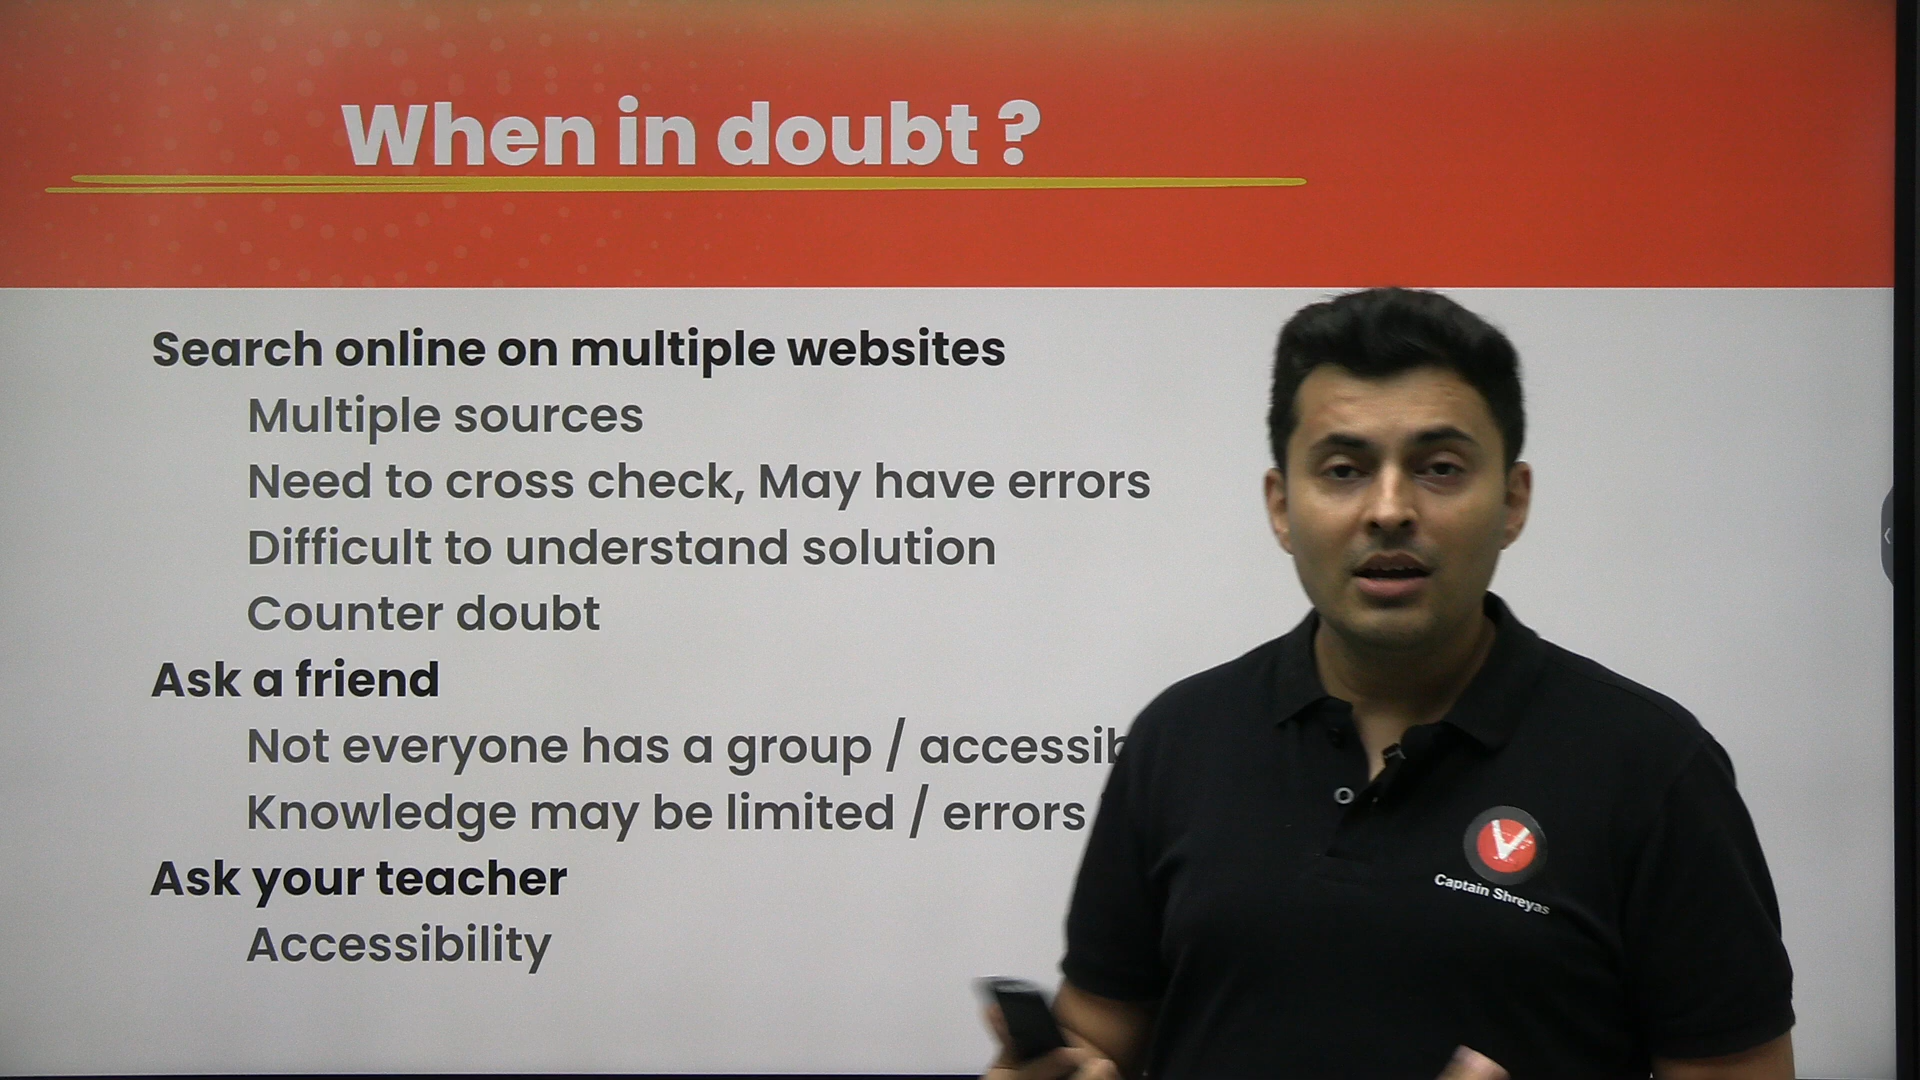 When in doubt ?
Search online on multiple websites
Multiple sources
Need to cross check, May have errors
Difficult to understand solution
Counter doubt
Ask a friend
Not everyone has a group /
Knowledge may be limited / errors
Ask your teacher
Accessibility
V
Captain Shreyas